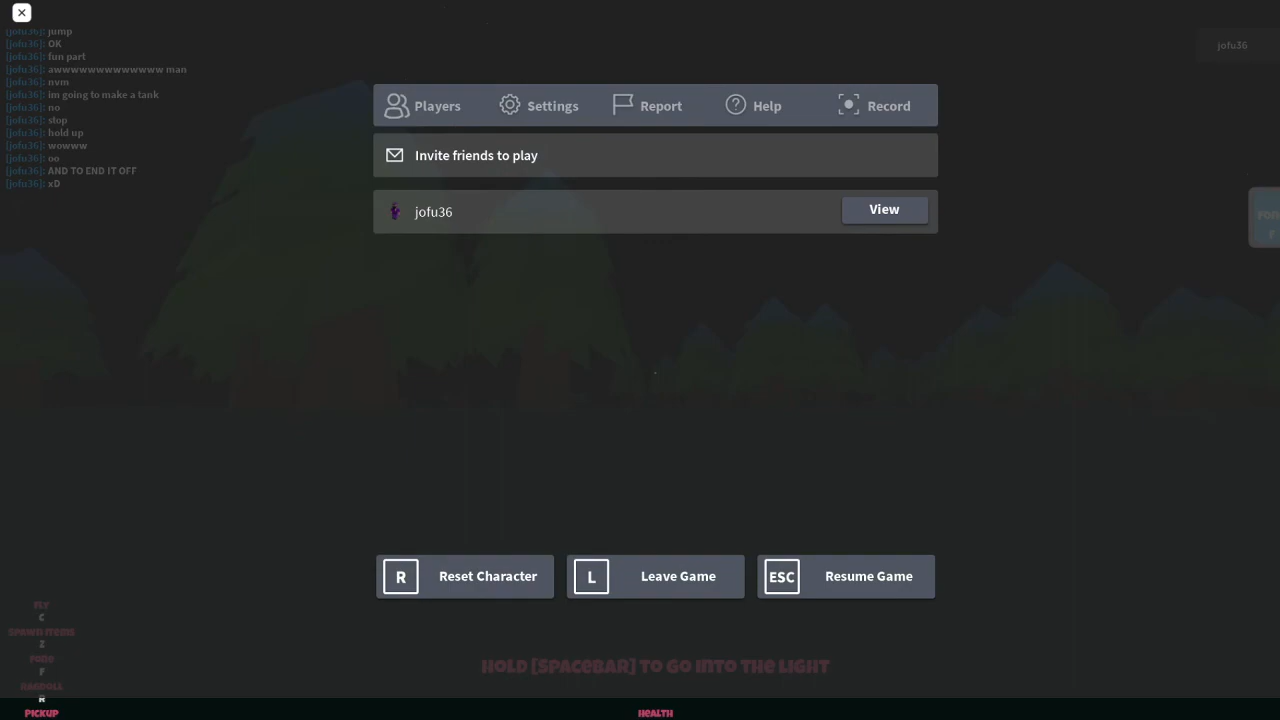 [jofu36]: jump
[jofu36]: OK
[jofu36]: fun part
[jofu36]: awwwwwwwwwwwww man
[jofu36]: nvm
[jofu36]: im going to make a tank
[jofu36]: no
[jofu36]: stop
[jofu36]: hold up
[jofu36]: wowww
[jofu36]: oo
[jofu36]: AND TO END IT OFF
[jofu36]: xD
jofu36
Players Settings Report Help Record
Invite friends to play
jofu36 View
R Reset Character L Leave Game ESC Resume Game
FLY
C
SPAWN ITEMS
Z
F
RAGDOLL
R
PICKUP
HOLD [SPACEBAR] TO GO INTO THE LIGHT
HEALTH